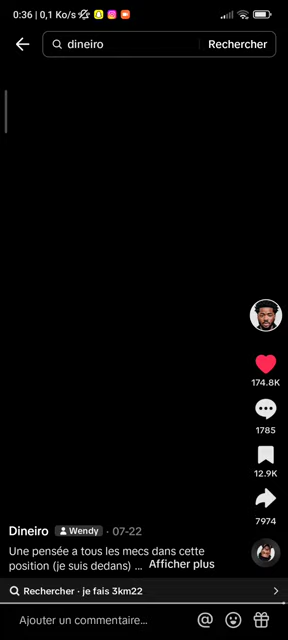 0:36 | 0,1 Ko/s
dineiro
Rechercher
174.8K
1785
12.9K
7974
Dineiro Wendy · 07-22
Une pensée a tous les mecs dans cette
position (je suis dedans) ... Afficher plus
Rechercher · je fais 3km22
Ajouter un commentaire...